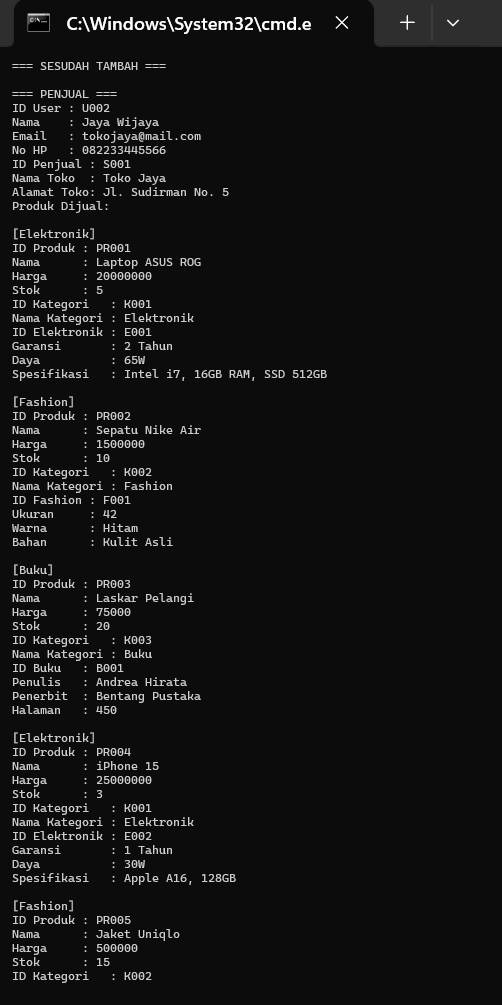 C:\Windows\System32\cmd.e
=== SESUDAH TAMBAH ===
=== PENJUAL ===
ID User : U002
Nama    : Jaya Wijaya
Email   : tokojaya@mail.com
No HP   : 082233445566
ID Penjual : S001
Nama Toko  : Toko Jaya
Alamat Toko: Jl. Sudirman No. 5
Produk Dijual:
[Elektronik]
ID Produk : PR001
Nama      : Laptop ASUS ROG
Harga     : 20000000
Stok      : 5
ID Kategori   : K001
Nama Kategori : Elektronik
ID Elektronik : E001
Garansi       : 2 Tahun
Daya          : 65W
Spesifikasi   : Intel i7, 16GB RAM, SSD 512GB
[Fashion]
ID Produk : PR002
Nama      : Sepatu Nike Air
Harga     : 1500000
Stok      : 10
ID Kategori   : K002
Nama Kategori : Fashion
ID Fashion : F001
Ukuran     : 42
Warna      : Hitam
Bahan      : Kulit Asli
[Buku]
ID Produk : PR003
Nama      : Laskar Pelangi
Harga     : 75000
Stok      : 20
ID Kategori   : K003
Nama Kategori : Buku
ID Buku   : B001
Penulis   : Andrea Hirata
Penerbit  : Bentang Pustaka
Halaman   : 450
[Elektronik]
ID Produk : PR004
Nama      : iPhone 15
Harga     : 25000000
Stok      : 3
ID Kategori   : K001
Nama Kategori : Elektronik
ID Elektronik : E002
Garansi       : 1 Tahun
Daya          : 30W
Spesifikasi   : Apple A16, 128GB
[Fashion]
ID Produk : PR005
Nama      : Jaket Uniqlo
Harga     : 500000
Stok      : 15
ID Kategori   : K002